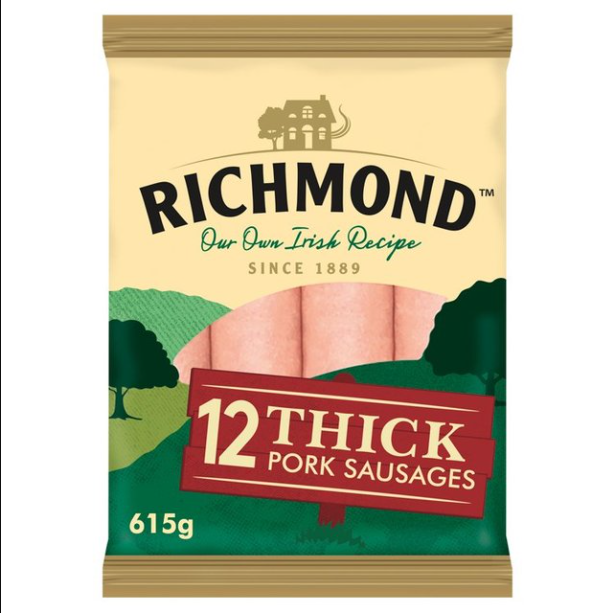 RICHMOND™
Our Own Irish Recipe
SINCE 1889
12 THICK
PORK SAUSAGES
615g